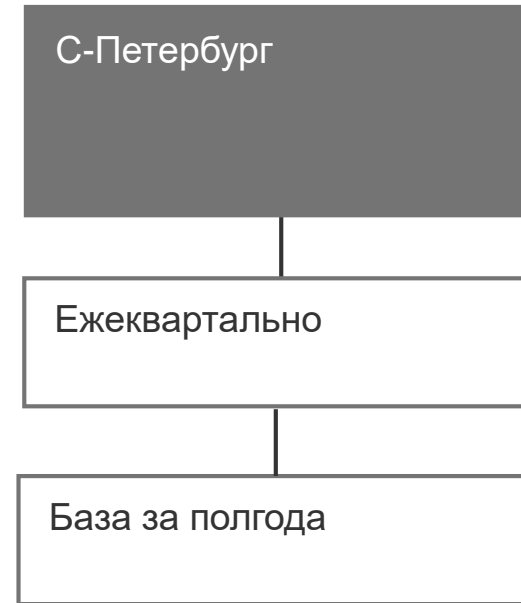 С-Петербург
Ежеквартально
База за полгода